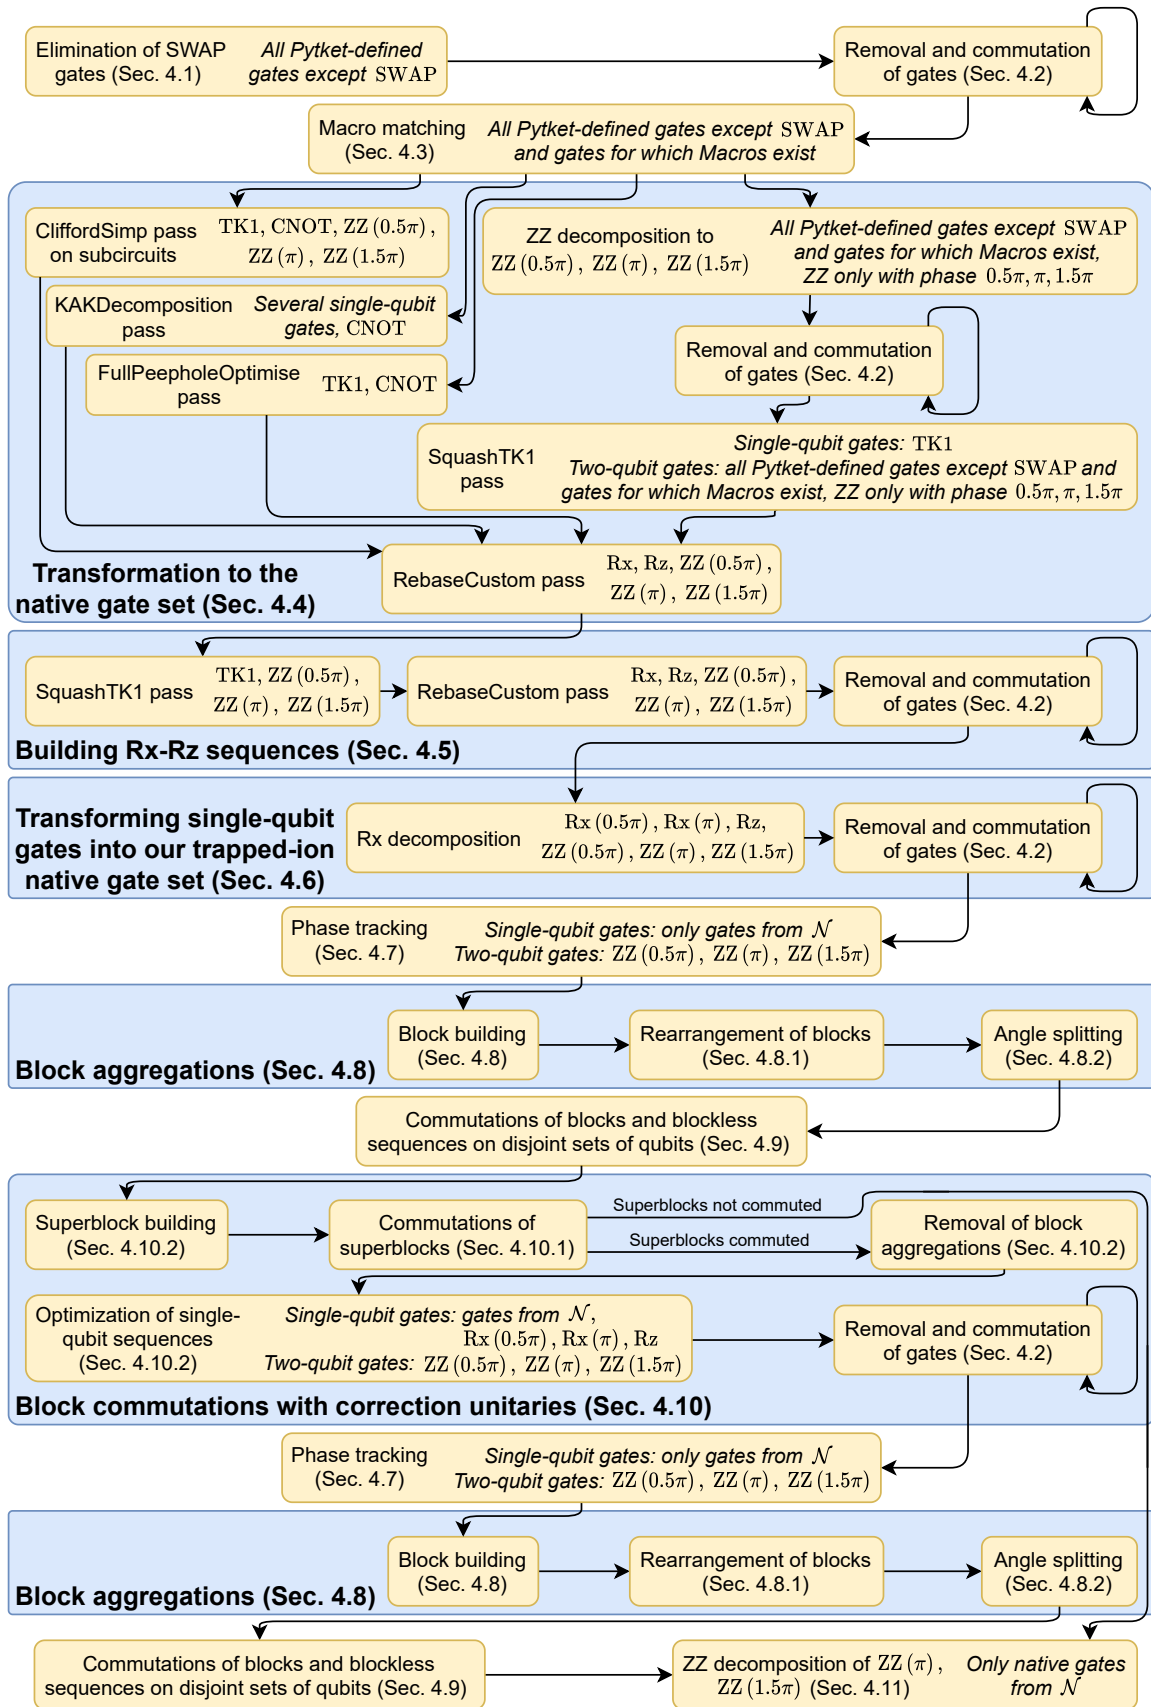 Elimination of SWAP
gates (Sec. 4.1)
All Pytket-defined
gates except SWAP
Removal and commutation
of gates (Sec. 4.2)
Macro matching
(Sec. 4.3)
All Pytket-defined gates except SWAP
and gates for which Macros exist
CliffordSimp pass
on subcircuits
TK1, CNOT, ZZ (0.5π) ,
ZZ (π) , ZZ (1.5π)
ZZ decomposition to
ZZ (0.5π) , ZZ (π) , ZZ (1.5π)
All Pytket-defined gates except SWAP
and gates for which Macros exist,
ZZ only with phase 0.5π, π, 1.5π
KAKDecomposition
pass
Several single-qubit
gates, CNOT
FullPeepholeOptimise
pass
TK1, CNOT
Removal and commutation
of gates (Sec. 4.2)
SquashTK1
pass
Single-qubit gates: TK1
Two-qubit gates: all Pytket-defined gates except SWAP and
gates for which Macros exist, ZZ only with phase 0.5π, π, 1.5π
RebaseCustom pass
Rx, Rz, ZZ (0.5π) ,
ZZ (π) , ZZ (1.5π)
Transformation to the
native gate set (Sec. 4.4)
SquashTK1 pass
TK1, ZZ (0.5π) ,
ZZ (π) , ZZ (1.5π)
RebaseCustom pass
Rx, Rz, ZZ (0.5π) ,
ZZ (π) , ZZ (1.5π)
Removal and commutation
of gates (Sec. 4.2)
Building Rx-Rz sequences (Sec. 4.5)
Transforming single-qubit
gates into our trapped-ion
native gate set (Sec. 4.6)
Rx decomposition
Rx (0.5π) , Rx (π) , Rz,
ZZ (0.5π) , ZZ (π) , ZZ (1.5π)
Removal and commutation
of gates (Sec. 4.2)
Phase tracking
(Sec. 4.7)
Single-qubit gates: only gates from 𝒩
Two-qubit gates: ZZ (0.5π) , ZZ (π) , ZZ (1.5π)
Block building
(Sec. 4.8)
Rearrangement of blocks
(Sec. 4.8.1)
Angle splitting
(Sec. 4.8.2)
Block aggregations (Sec. 4.8)
Commutations of blocks and blockless
sequences on disjoint sets of qubits (Sec. 4.9)
Superblock building
(Sec. 4.10.2)
Commutations of
superblocks (Sec. 4.10.1)
Superblocks not commuted
Superblocks commuted
Removal of block
aggregations (Sec. 4.10.2)
Optimization of single-
qubit sequences
(Sec. 4.10.2)
Single-qubit gates: gates from 𝒩,
Rx (0.5π) , Rx (π) , Rz
Two-qubit gates: ZZ (0.5π) , ZZ (π) , ZZ (1.5π)
Removal and commutation
of gates (Sec. 4.2)
Block commutations with correction unitaries (Sec. 4.10)
Phase tracking
(Sec. 4.7)
Single-qubit gates: only gates from 𝒩
Two-qubit gates: ZZ (0.5π) , ZZ (π) , ZZ (1.5π)
Block building
(Sec. 4.8)
Rearrangement of blocks
(Sec. 4.8.1)
Angle splitting
(Sec. 4.8.2)
Block aggregations (Sec. 4.8)
Commutations of blocks and blockless
sequences on disjoint sets of qubits (Sec. 4.9)
ZZ decomposition of ZZ (π) ,
ZZ (1.5π) (Sec. 4.11)
Only native gates
from 𝒩